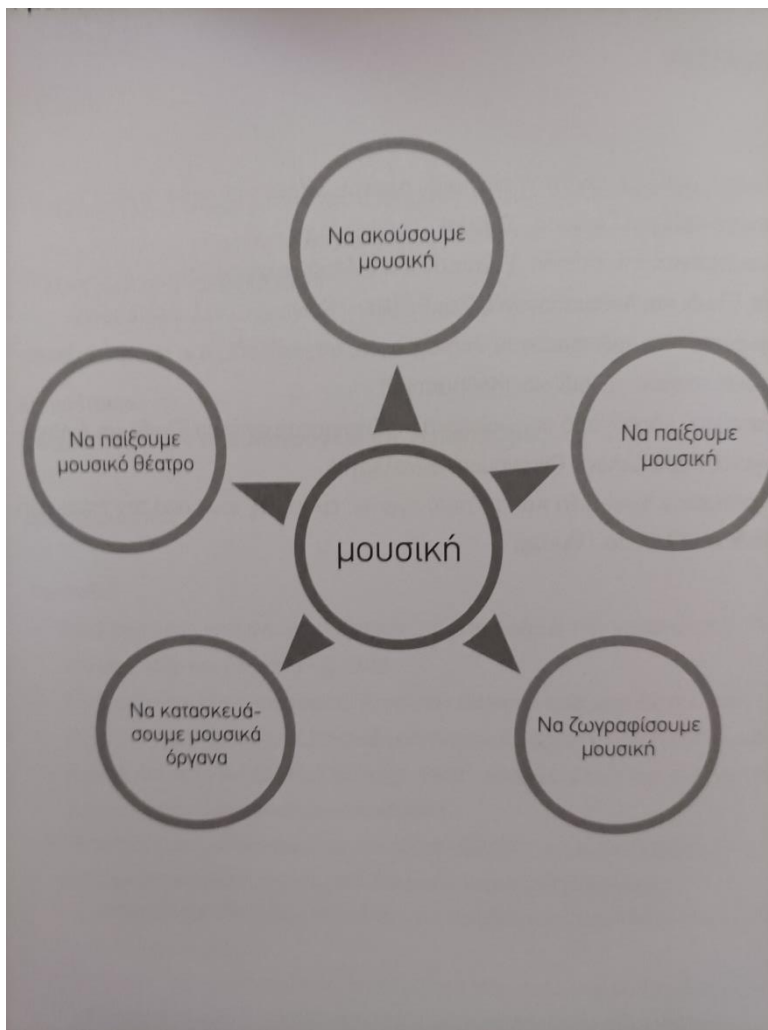 Να ακούσουμε
μουσική
Να παίξουμε
μουσικό θέατρο
Να παίξουμε
μουσική
μουσική
Να κατασκευά-
σουμε μουσικά
όργανα
Να ζωγραφίσουμε
μουσική